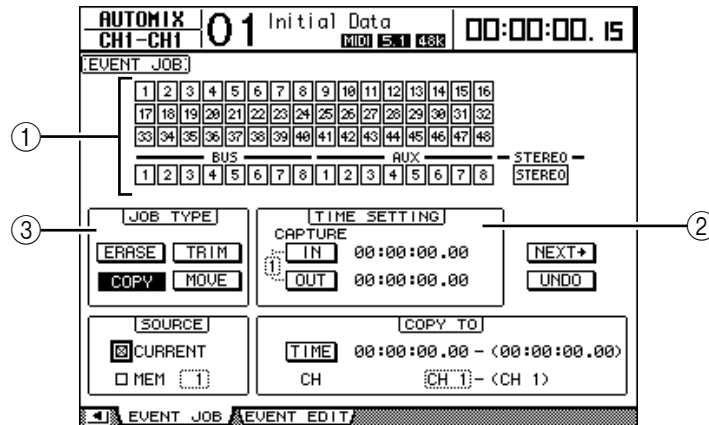 AUTOMIX
CH1-CH1
01 Initial Data
MIDI 5.1 48K
00:00:00. 15
EVENT JOB
1 2 3 4 5 6 7 8 9 10 11 12 13 14 15 16
17 18 19 20 21 22 23 24 25 26 27 28 29 30 31 32
33 34 35 36 37 38 39 40 41 42 43 44 45 46 47 48
BUS AUX STEREO
1 2 3 4 5 6 7 8 1 2 3 4 5 6 7 8 STEREO
1
2
3
JOB TYPE
ERASE TRIM
COPY MOVE
TIME SETTING
CAPTURE
1
IN 00:00:00.00
OUT 00:00:00.00
NEXT+
UNDO
SOURCE
CURRENT
MEM 1
COPY TO
TIME 00:00:00.00 - (00:00:00.00)
CH CH 1 - (CH 1)
EVENT JOB EVENT EDIT